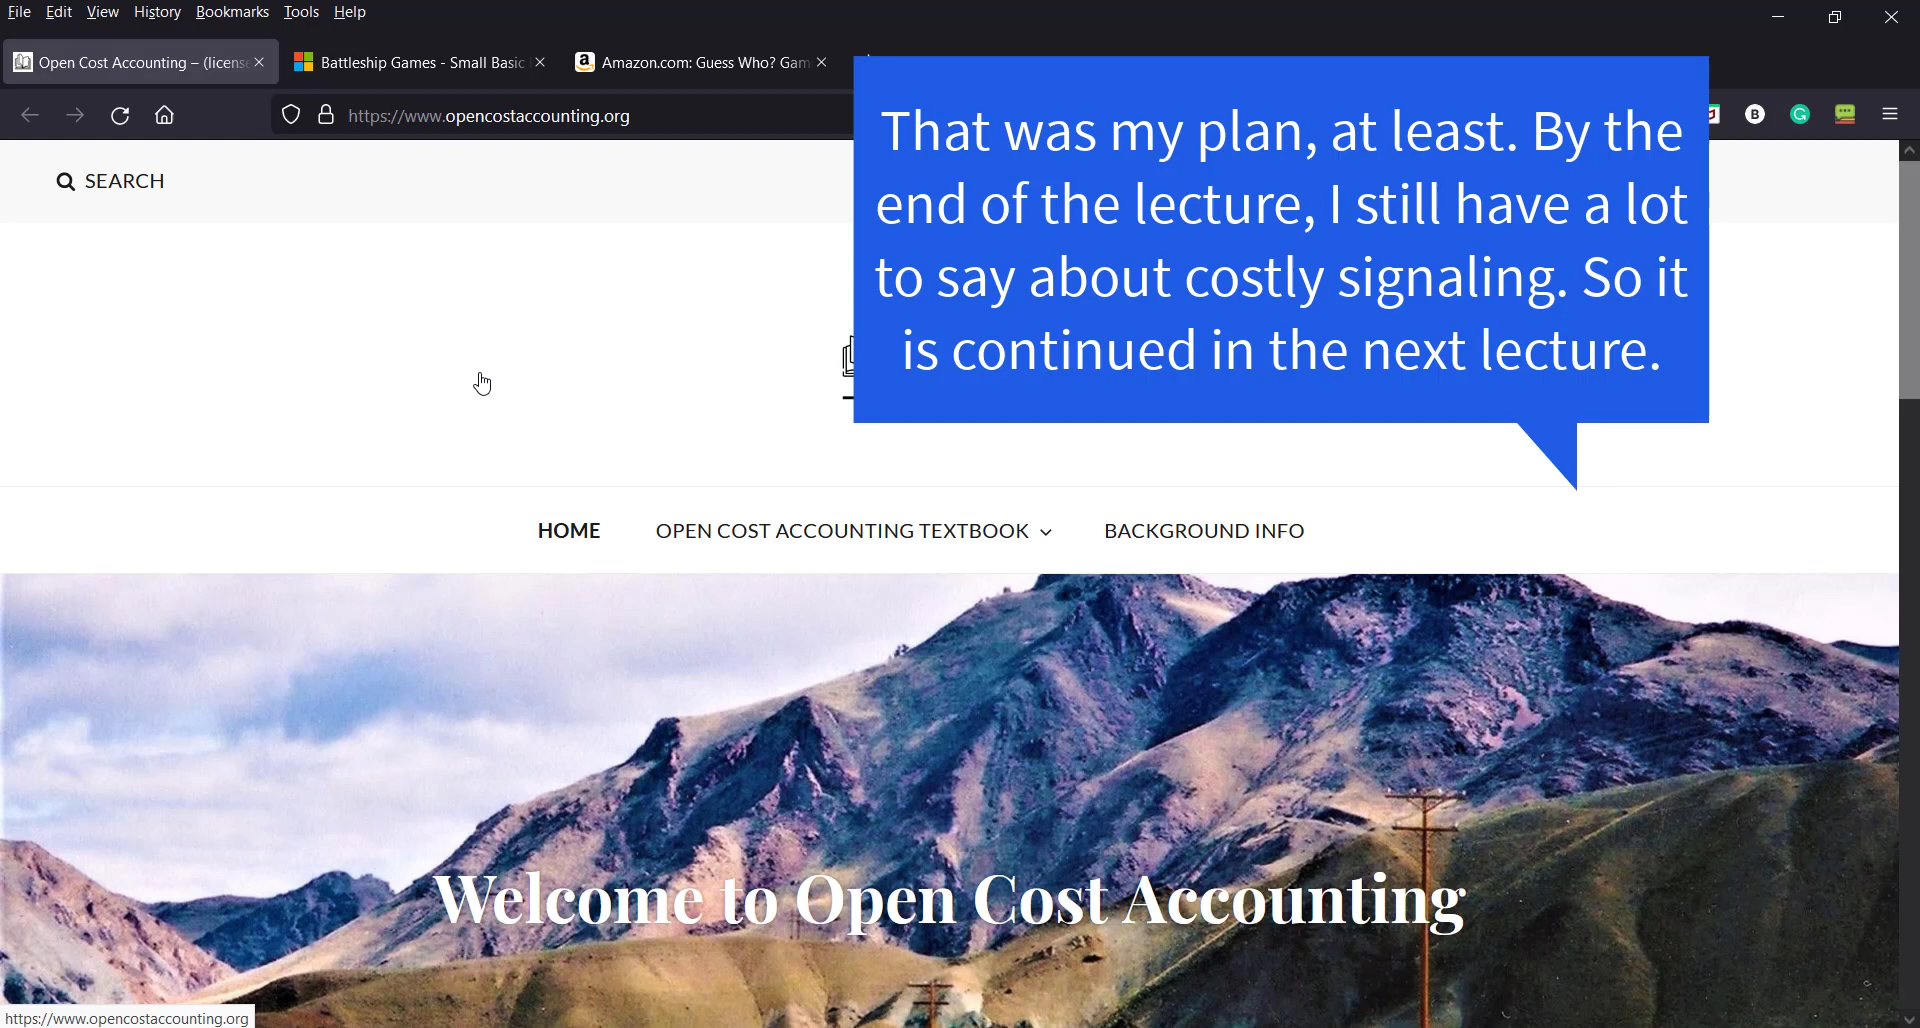 File Edit View History Bookmarks Tools Help
Open Cost Accounting – (license
Battleship Games - Small Basic
Amazon.com: Guess Who? Gam
https://www.opencostaccounting.org
That was my plan, at least. By the
end of the lecture, I still have a lot
to say about costly signaling. So it
is continued in the next lecture.
SEARCH
HOME OPEN COST ACCOUNTING TEXTBOOK BACKGROUND INFO
Welcome to Open Cost Accounting
https://www.opencostaccounting.org